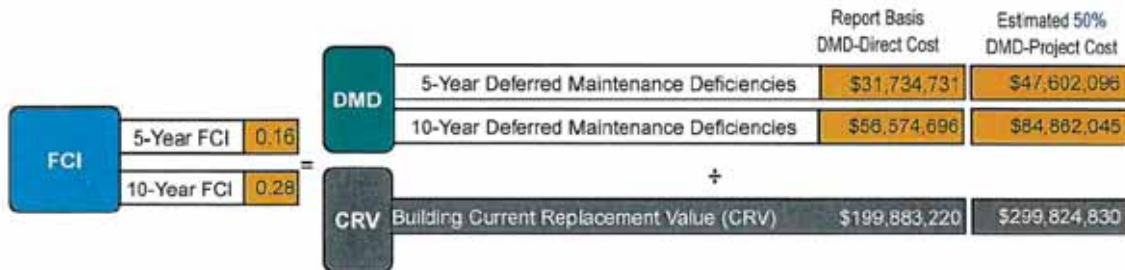 Report Basis
DMD-Direct Cost
Estimated 50%
DMD-Project Cost
DMD
5-Year Deferred Maintenance Deficiencies $31,734,731 $47,602,096
10-Year Deferred Maintenance Deficiencies $56,574,696 $84,862,045
FCI
5-Year FCI 0.16
10-Year FCI 0.28
=
÷
CRV
Building Current Replacement Value (CRV) $199,883,220 $299,824,830